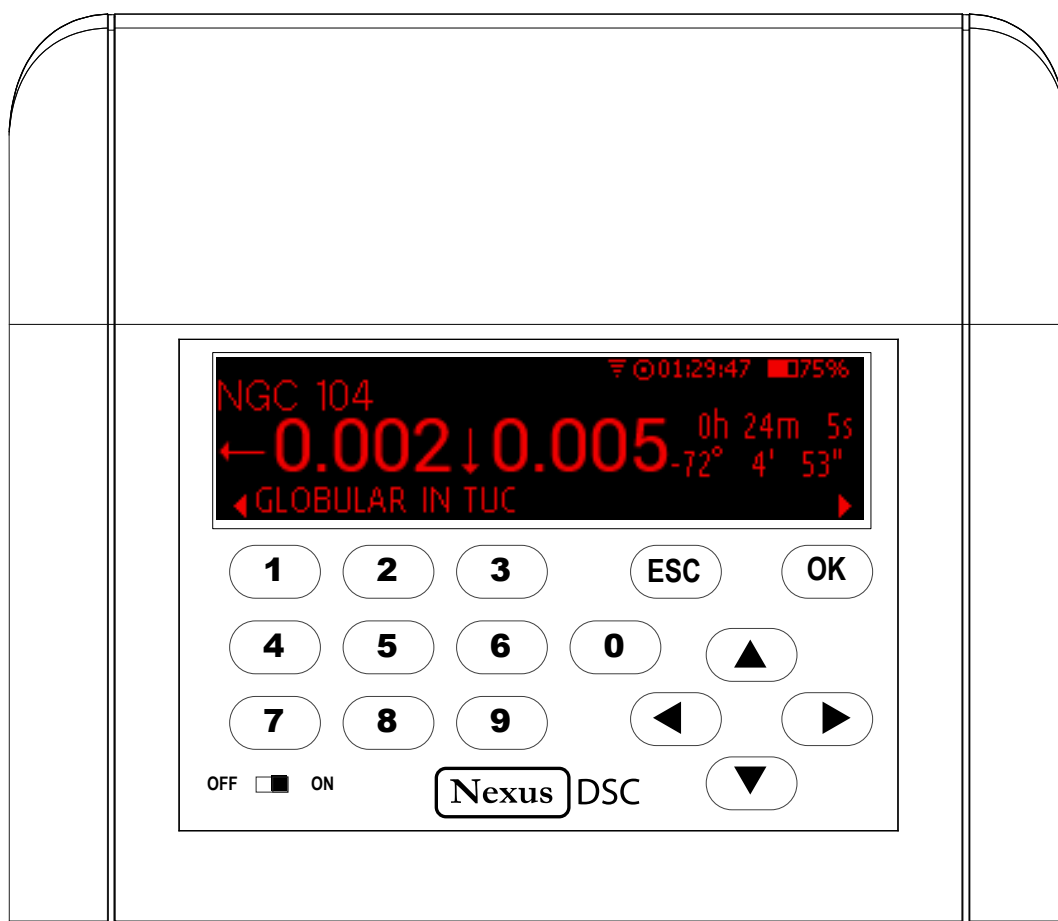 01:29:47 75%
NGC 104
←0.002↓0.005 0h 24m 5s
-72° 4' 53"
GLOBULAR IN TUC
1 2 3 ESC OK
4 5 6 0
7 8 9
OFF ON
Nexus DSC